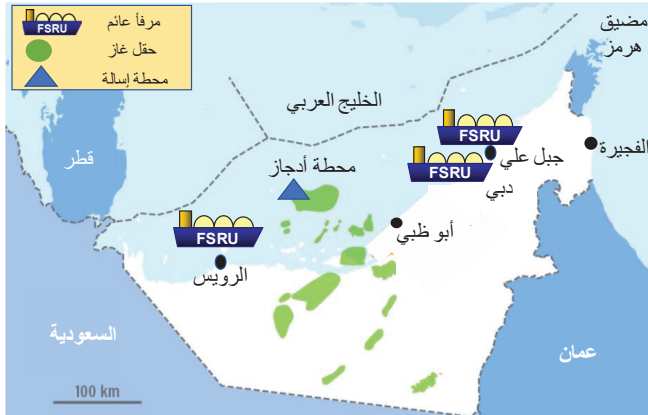 مرفأ عائم
FSRU
حقل غاز
محطة إسالة
مضيق
هرمز
الخليج العربي
قطر
الفجيرة
FSRU
جبل علي
FSRU
دبي
محطة أدجاز
أبو ظبي
FSRU
الرويس
السعودية
عمان
100 km